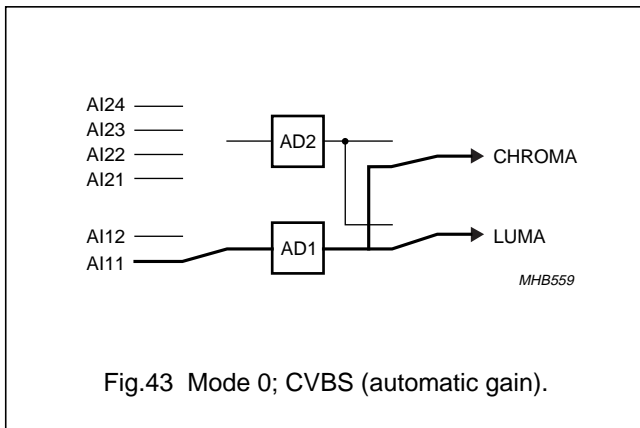 AI24
AI23
AI22
AI21
AD2
CHROMA
AI12
AI11
AD1
LUMA
MHB559
Fig.43 Mode 0; CVBS (automatic gain).